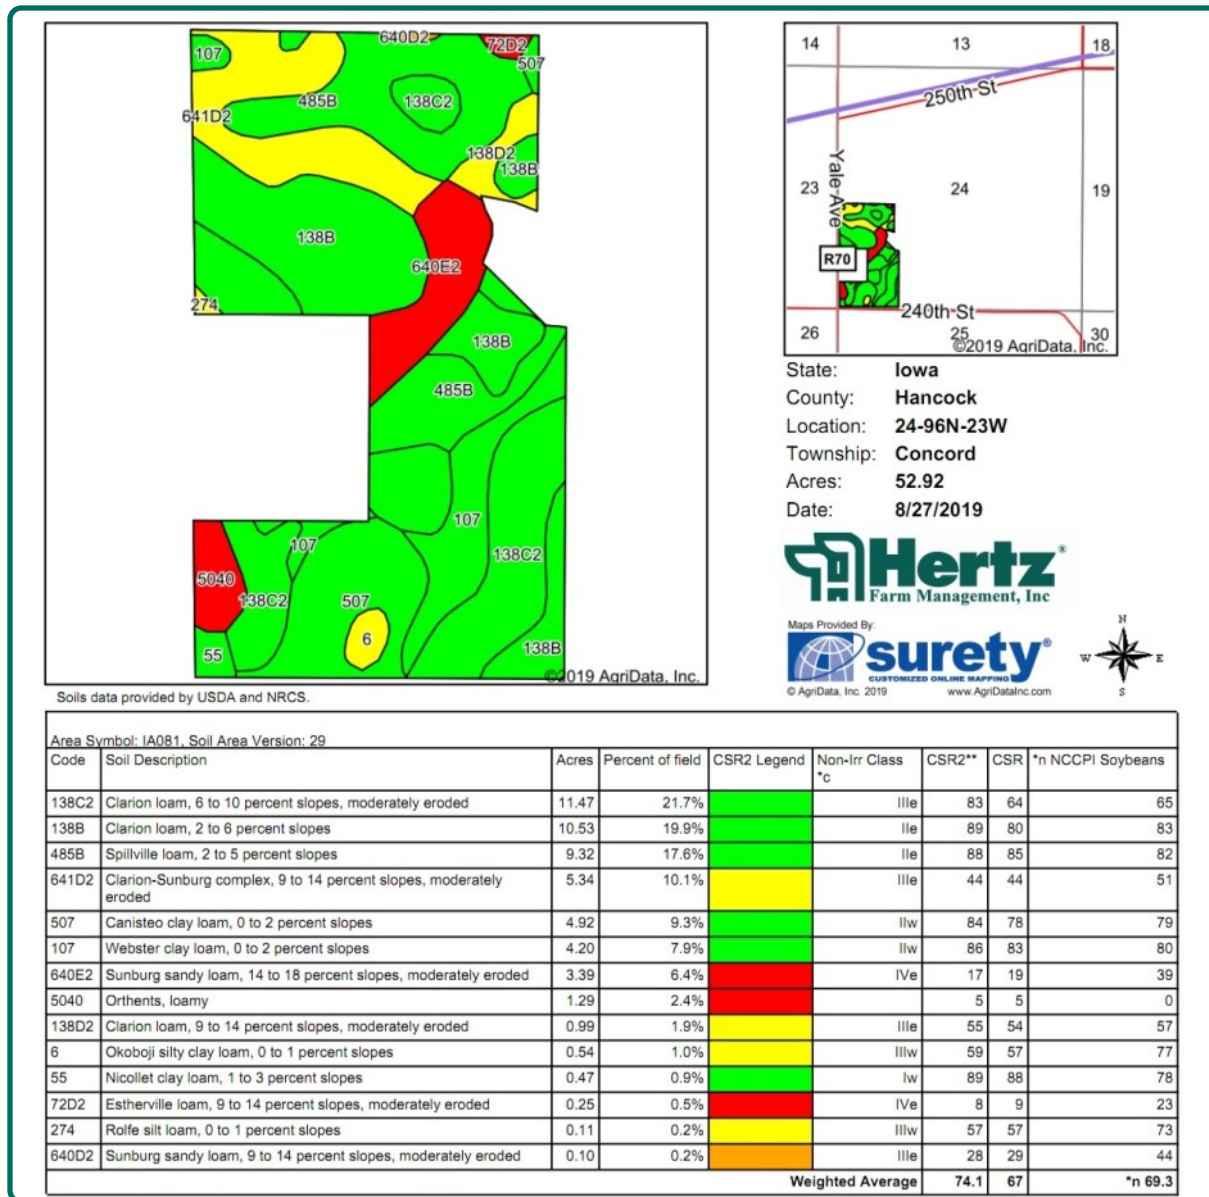 640D2
72D2
107
507
485B
138C2
641D2
138D2
138B
138B
640E2
274
138B
485B
107
107
138C2
5040
138C2
507
6
55
138B
©2019 AgriData, Inc.
Soils data provided by USDA and NRCS.
14 13 18
250th St
Yale Ave
23 24 19
R70
240th St
26 25 30
©2019 AgriData, Inc.
State: Iowa
County: Hancock
Location: 24-96N-23W
Township: Concord
Acres: 52.92
Date: 8/27/2019
Hertz®
Farm Management, Inc
Maps Provided By:
surety®
CUSTOMIZED ONLINE MAPPING
© AgriData, Inc. 2019 www.AgriDataInc.com
N
W E
S
Area Symbol: IA081, Soil Area Version: 29
Code Soil Description Acres Percent of field CSR2 Legend Non-Irr Class *c CSR2** CSR *n NCCPI Soybeans
138C2 Clarion loam, 6 to 10 percent slopes, moderately eroded 11.47 21.7% IIIe 83 64 65
138B Clarion loam, 2 to 6 percent slopes 10.53 19.9% IIe 89 80 83
485B Spillville loam, 2 to 5 percent slopes 9.32 17.6% IIe 88 85 82
641D2 Clarion-Sunburg complex, 9 to 14 percent slopes, moderately eroded 5.34 10.1% IIIe 44 44 51
507 Canisteo clay loam, 0 to 2 percent slopes 4.92 9.3% IIw 84 78 79
107 Webster clay loam, 0 to 2 percent slopes 4.20 7.9% IIw 86 83 80
640E2 Sunburg sandy loam, 14 to 18 percent slopes, moderately eroded 3.39 6.4% IVe 17 19 39
5040 Orthents, loamy 1.29 2.4% 5 5 0
138D2 Clarion loam, 9 to 14 percent slopes, moderately eroded 0.99 1.9% IIIe 55 54 57
6 Okoboji silty clay loam, 0 to 1 percent slopes 0.54 1.0% IIIw 59 57 77
55 Nicollet clay loam, 1 to 3 percent slopes 0.47 0.9% Iw 89 88 78
72D2 Estherville loam, 9 to 14 percent slopes, moderately eroded 0.25 0.5% IVe 8 9 23
274 Rolfe silt loam, 0 to 1 percent slopes 0.11 0.2% IIIw 57 57 73
640D2 Sunburg sandy loam, 9 to 14 percent slopes, moderately eroded 0.10 0.2% IIIe 28 29 44
Weighted Average 74.1 67 *n 69.3